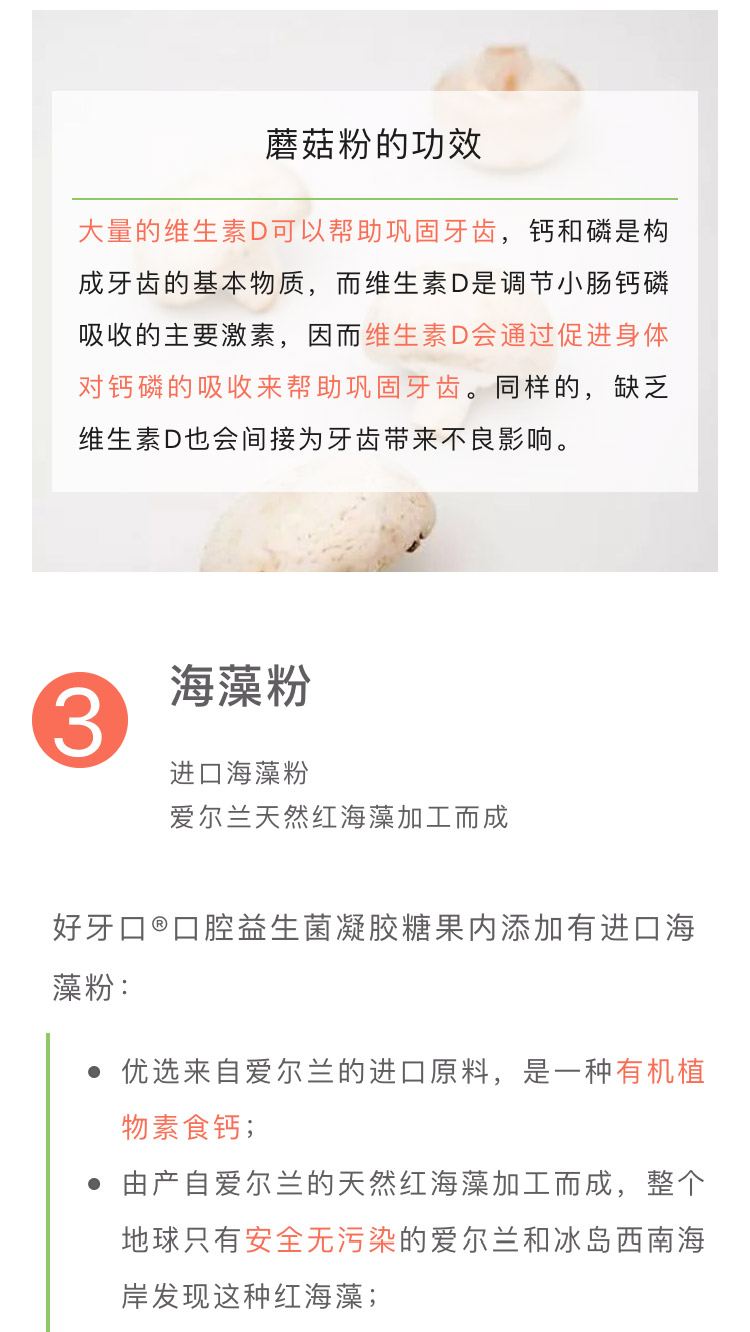 蘑菇粉的功效
大量的维生素D可以帮助巩固牙齿，钙和磷是构
成牙齿的基本物质，而维生素D是调节小肠钙磷
吸收的主要激素，因而维生素D会通过促进身体
对钙磷的吸收来帮助巩固牙齿。同样的，缺乏
维生素D也会间接为牙齿带来不良影响。
3
海藻粉
进口海藻粉
爱尔兰天然红海藻加工而成
好牙口®口腔益生菌凝胶糖果内添加有进口海
藻粉：
● 优选来自爱尔兰的进口原料，是一种有机植
物素食钙；
● 由产自爱尔兰的天然红海藻加工而成，整个
地球只有安全无污染的爱尔兰和冰岛西南海
岸发现这种红海藻；